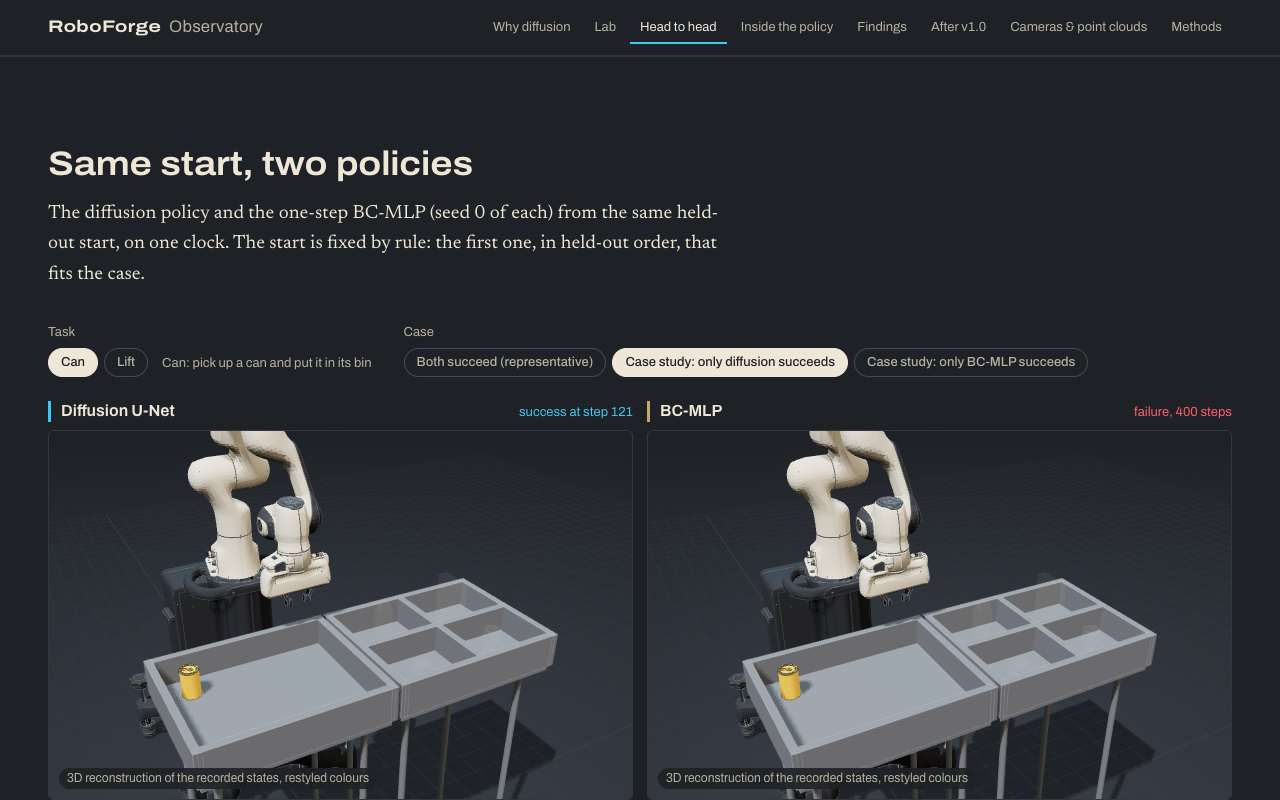 RoboForge Observatory
Why diffusion
Lab
Head to head
Inside the policy
Findings
After v1.0
Cameras & point clouds
Methods
Same start, two policies
The diffusion policy and the one-step BC-MLP (seed 0 of each) from the same held-
out start, on one clock. The start is fixed by rule: the first one, in held-out order, that
fits the case.
Task
Can
Lift
Can: pick up a can and put it in its bin
Case
Both succeed (representative)
Case study: only diffusion succeeds
Case study: only BC-MLP succeeds
Diffusion U-Net
success at step 121
BC-MLP
failure, 400 steps
3D reconstruction of the recorded states, restyled colours
3D reconstruction of the recorded states, restyled colours